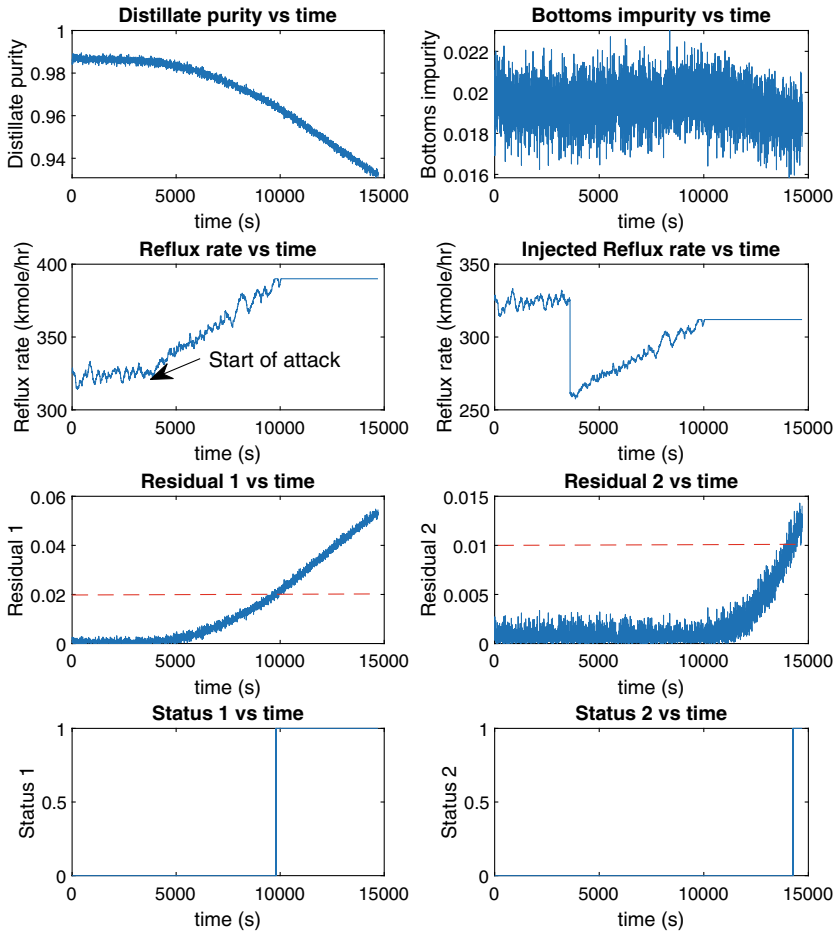 Distillate purity vs time
Bottoms impurity vs time
Distillate purity
1
0.98
0.96
0.94
0 5000 10000 15000
time (s)
Bottoms impurity
0.022
0.02
0.018
0.016
0 5000 10000 15000
time (s)
Reflux rate vs time
Injected Reflux rate vs time
Reflux rate (kmole/hr)
400
350
300
Start of attack
0 5000 10000 15000
time (s)
Reflux rate (kmole/hr)
350
300
250
0 5000 10000 15000
time (s)
Residual 1 vs time
Residual 2 vs time
Residual 1
0.06
0.04
0.02
0
0 5000 10000 15000
time (s)
Residual 2
0.015
0.01
0.005
0
0 5000 10000 15000
time (s)
Status 1 vs time
Status 2 vs time
Status 1
1
0.5
0
0 5000 10000 15000
time (s)
Status 2
1
0.5
0
0 5000 10000 15000
time (s)